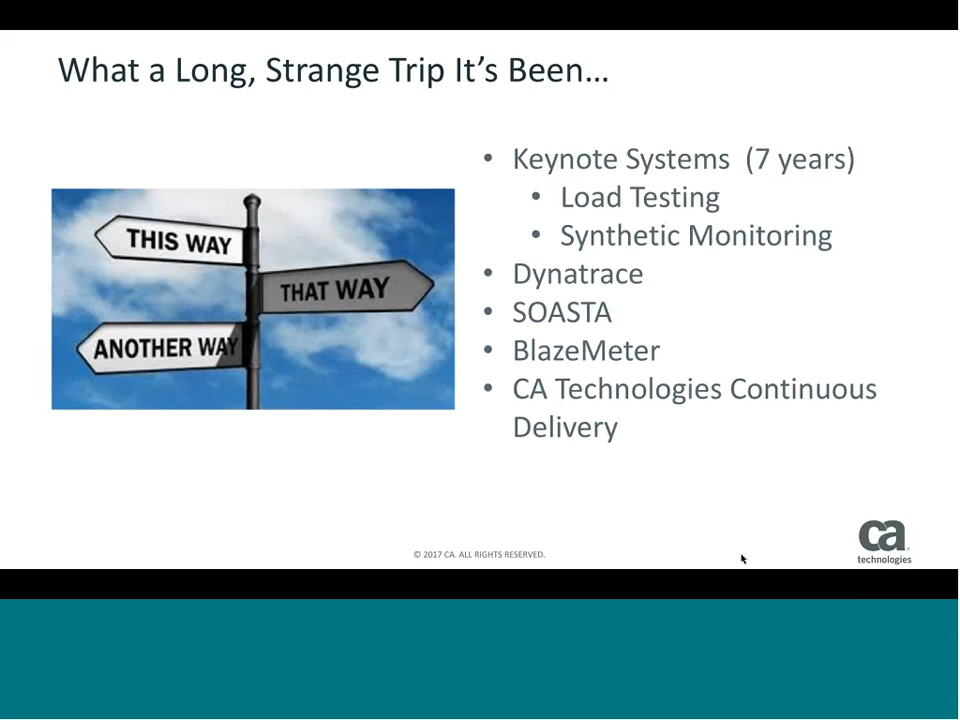 What a Long, Strange Trip It's Been...
THIS WAY
THAT WAY
ANOTHER WAY
• Keynote Systems (7 years)
• Load Testing
• Synthetic Monitoring
• Dynatrace
• SOASTA
• BlazeMeter
• CA Technologies Continuous
Delivery
© 2017 CA. ALL RIGHTS RESERVED.
ca
technologies